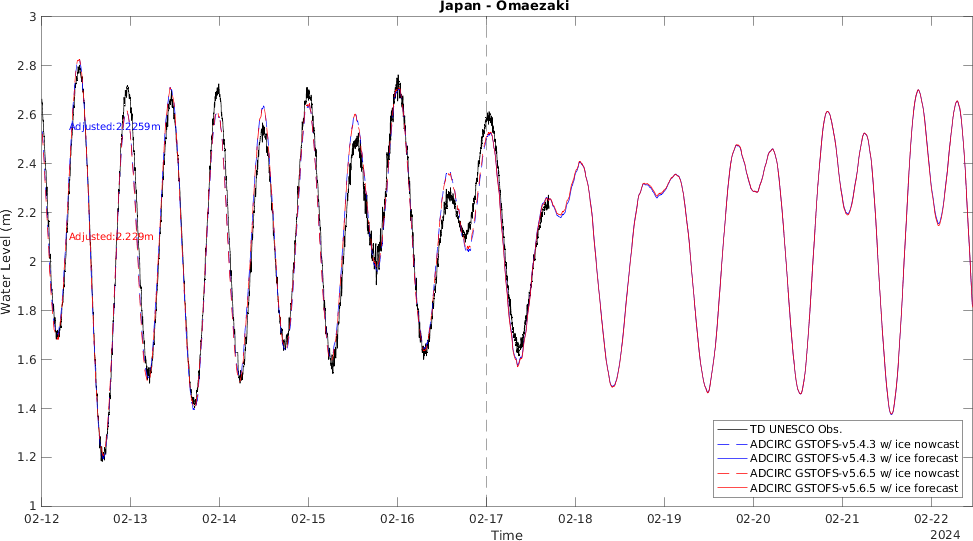 Japan - Omaezaki
3
2.8
2.6
2.4
2.2
2
1.8
1.6
1.4
1.2
1
Water Level (m)
Adjusted:2.2259m
Adjusted:2.229m
TD UNESCO Obs.
ADCIRC GSTOFS-v5.4.3 w/ ice nowcast
ADCIRC GSTOFS-v5.4.3 w/ ice forecast
ADCIRC GSTOFS-v5.6.5 w/ ice nowcast
ADCIRC GSTOFS-v5.6.5 w/ ice forecast
02-12 02-13 02-14 02-15 02-16 02-17 02-18 02-19 02-20 02-21 02-22
Time
2024